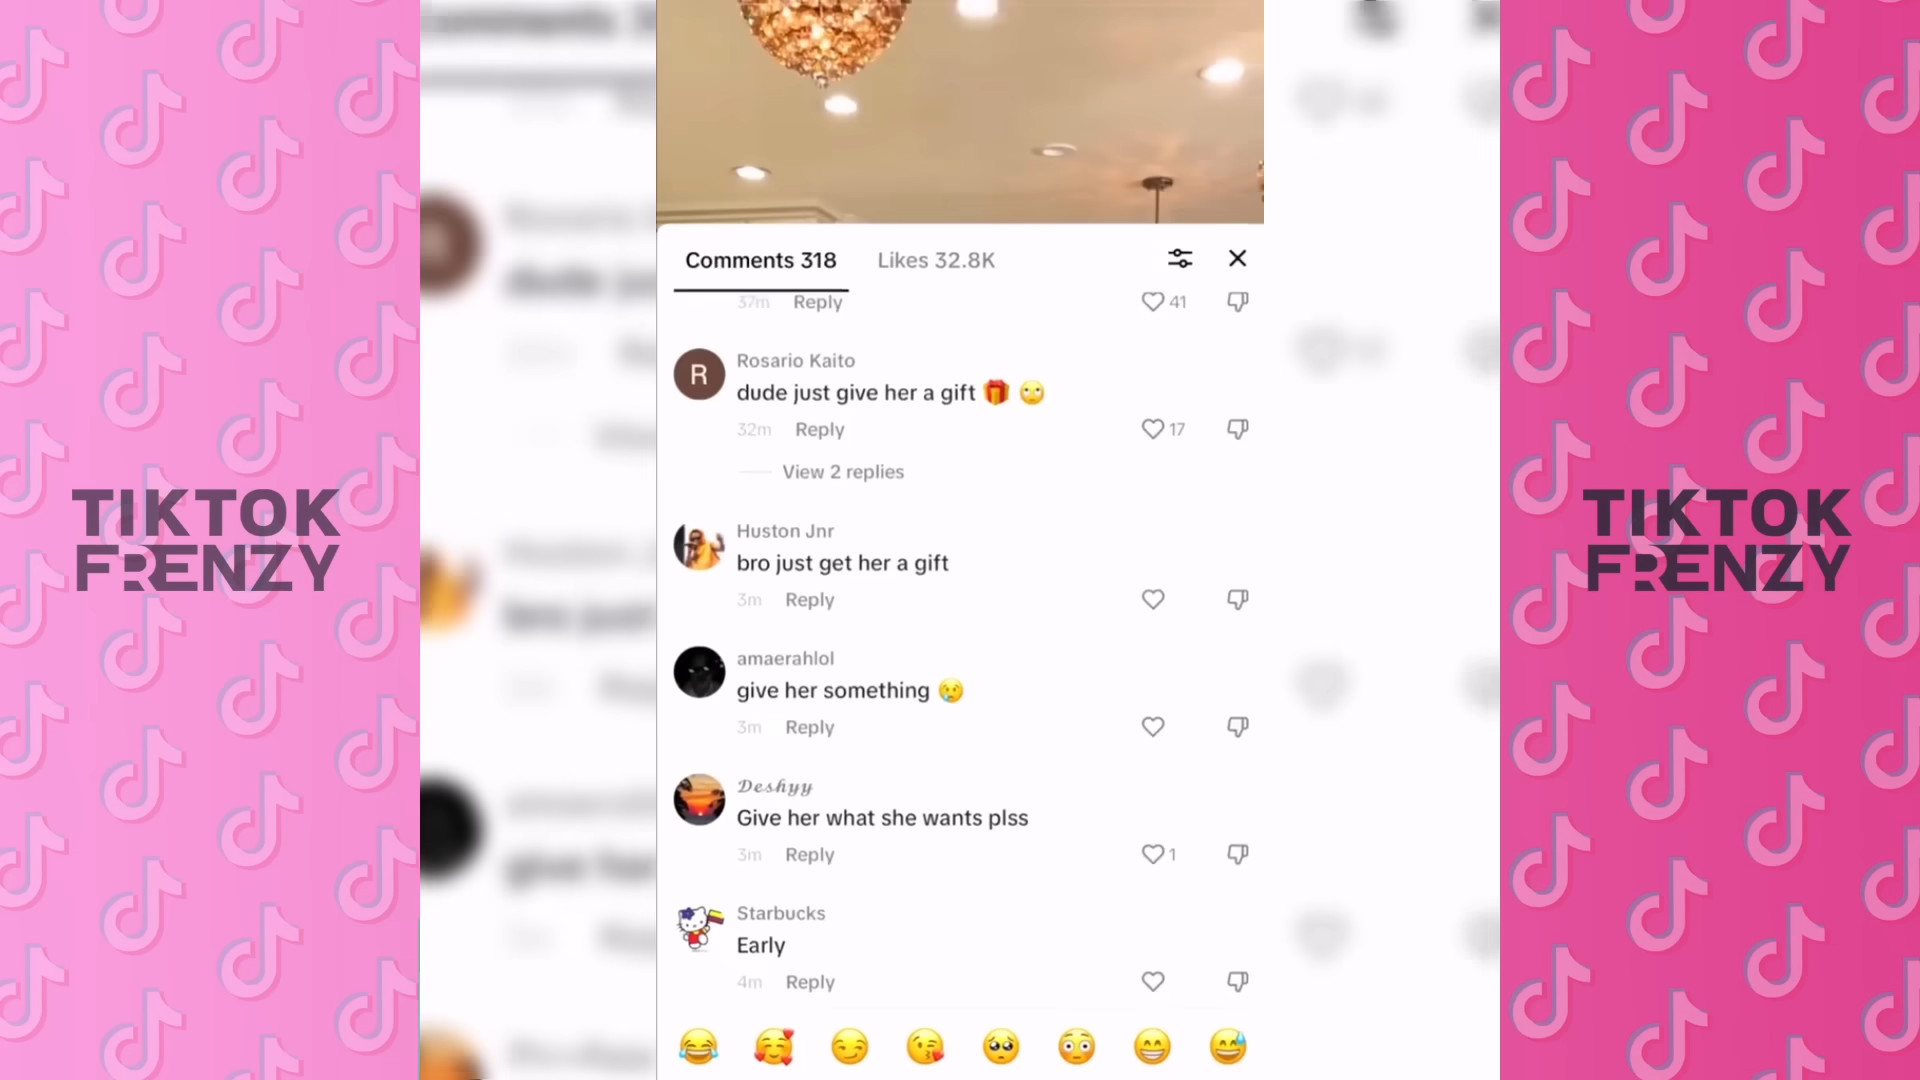 TIKTOK
FRENZY
Comments 318
Likes 32.8K
37m Reply 41
R
Rosario Kaito
dude just give her a gift 🎁 🙄
32m Reply 17
View 2 replies
Huston Jnr
bro just get her a gift
3m Reply
amaerahlol
give her something 😢
3m Reply
𝓓𝓮𝓼𝓱𝔂𝔂
Give her what she wants plss
3m Reply 1
Starbucks
Early
4m Reply
😂 🥰 😏 😘 🥺 😳 😁 😅
TIKTOK
FRENZY